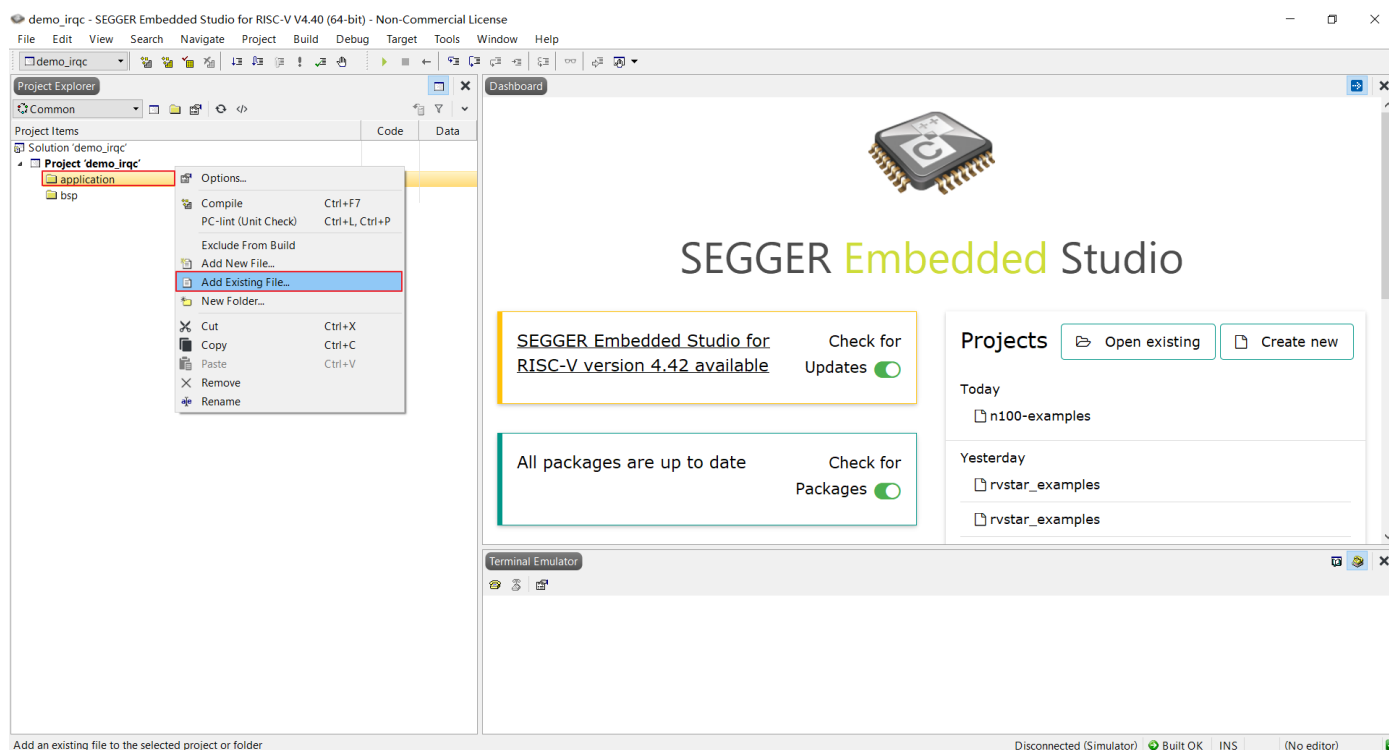 demo_irqc - SEGGER Embedded Studio for RISC-V V4.40 (64-bit) - Non-Commercial License
File Edit View Search Navigate Project Build Debug Target Tools Window Help
demo_irqc
Project Explorer
Dashboard
Common
Project Items Code Data
Solution 'demo_irqc'
Project 'demo_irqc'
application
bsp
Options...
Compile Ctrl+F7
PC-lint (Unit Check) Ctrl+L, Ctrl+P
Exclude From Build
Add New File...
Add Existing File...
New Folder...
Cut Ctrl+X
Copy Ctrl+C
Paste Ctrl+V
Remove
Rename
C
SEGGER Embedded Studio
SEGGER Embedded Studio for
RISC-V version 4.42 available
Check for
Updates
All packages are up to date
Check for
Packages
Projects Open existing Create new
Today
n100-examples
Yesterday
rvstar_examples
rvstar_examples
Terminal Emulator
Add an existing file to the selected project or folder
Disconnected (Simulator) Built OK INS (No editor)